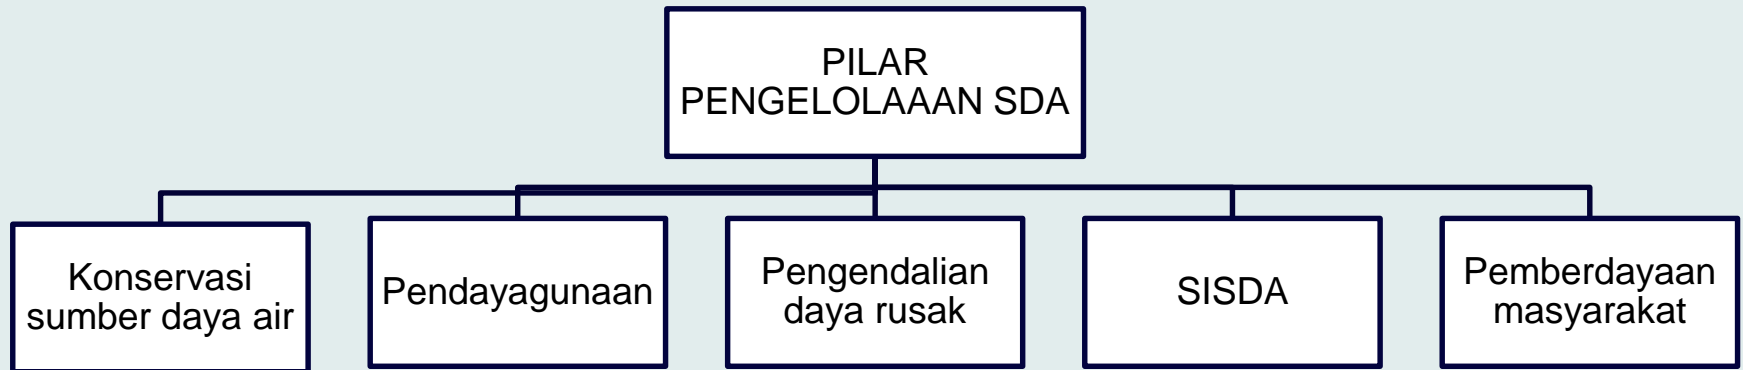 PILAR
PENGELOLAAAN SDA
Konservasi
sumber daya air
Pendayagunaan
Pengendalian
daya rusak
SISDA
Pemberdayaan
masyarakat